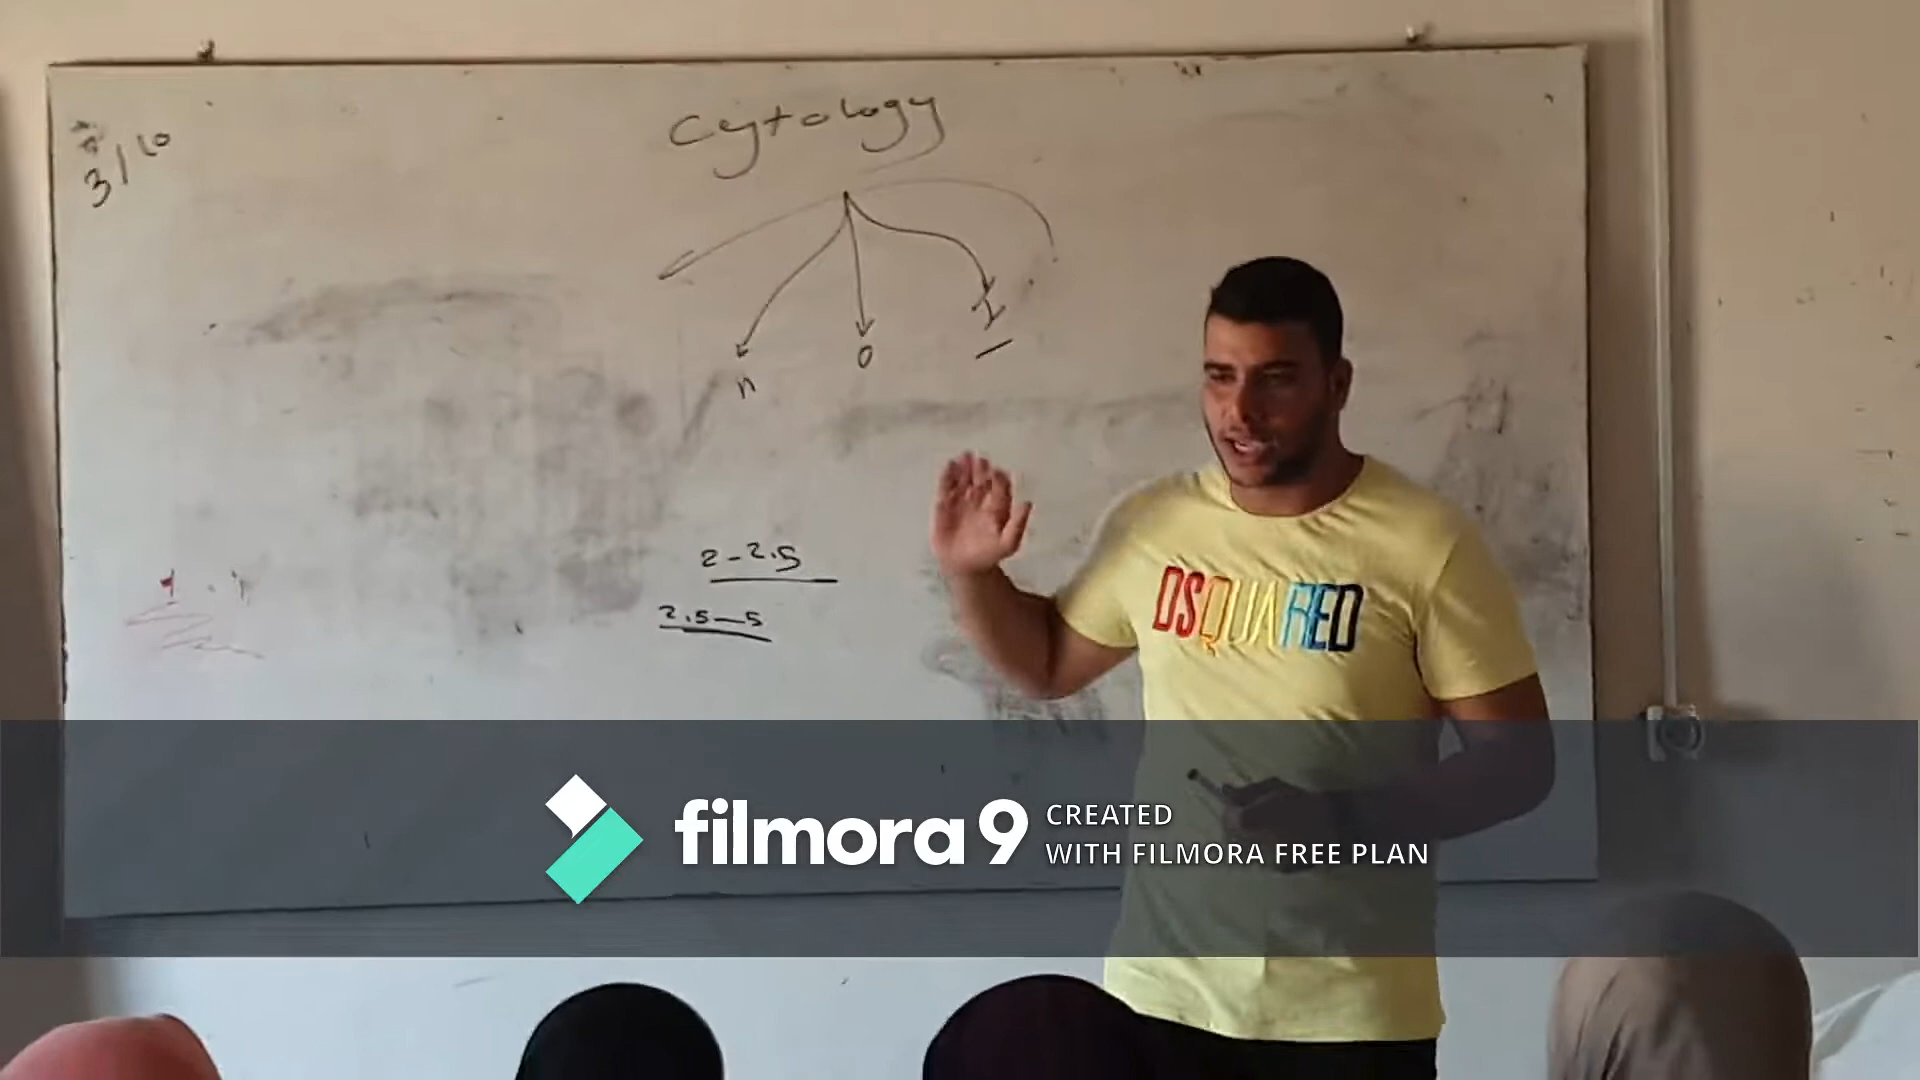 Cytology
3/10
n
O
I
2-2.5
2.5-5
DSQUARED
filmora 9
CREATED
WITH FILMORA FREE PLAN